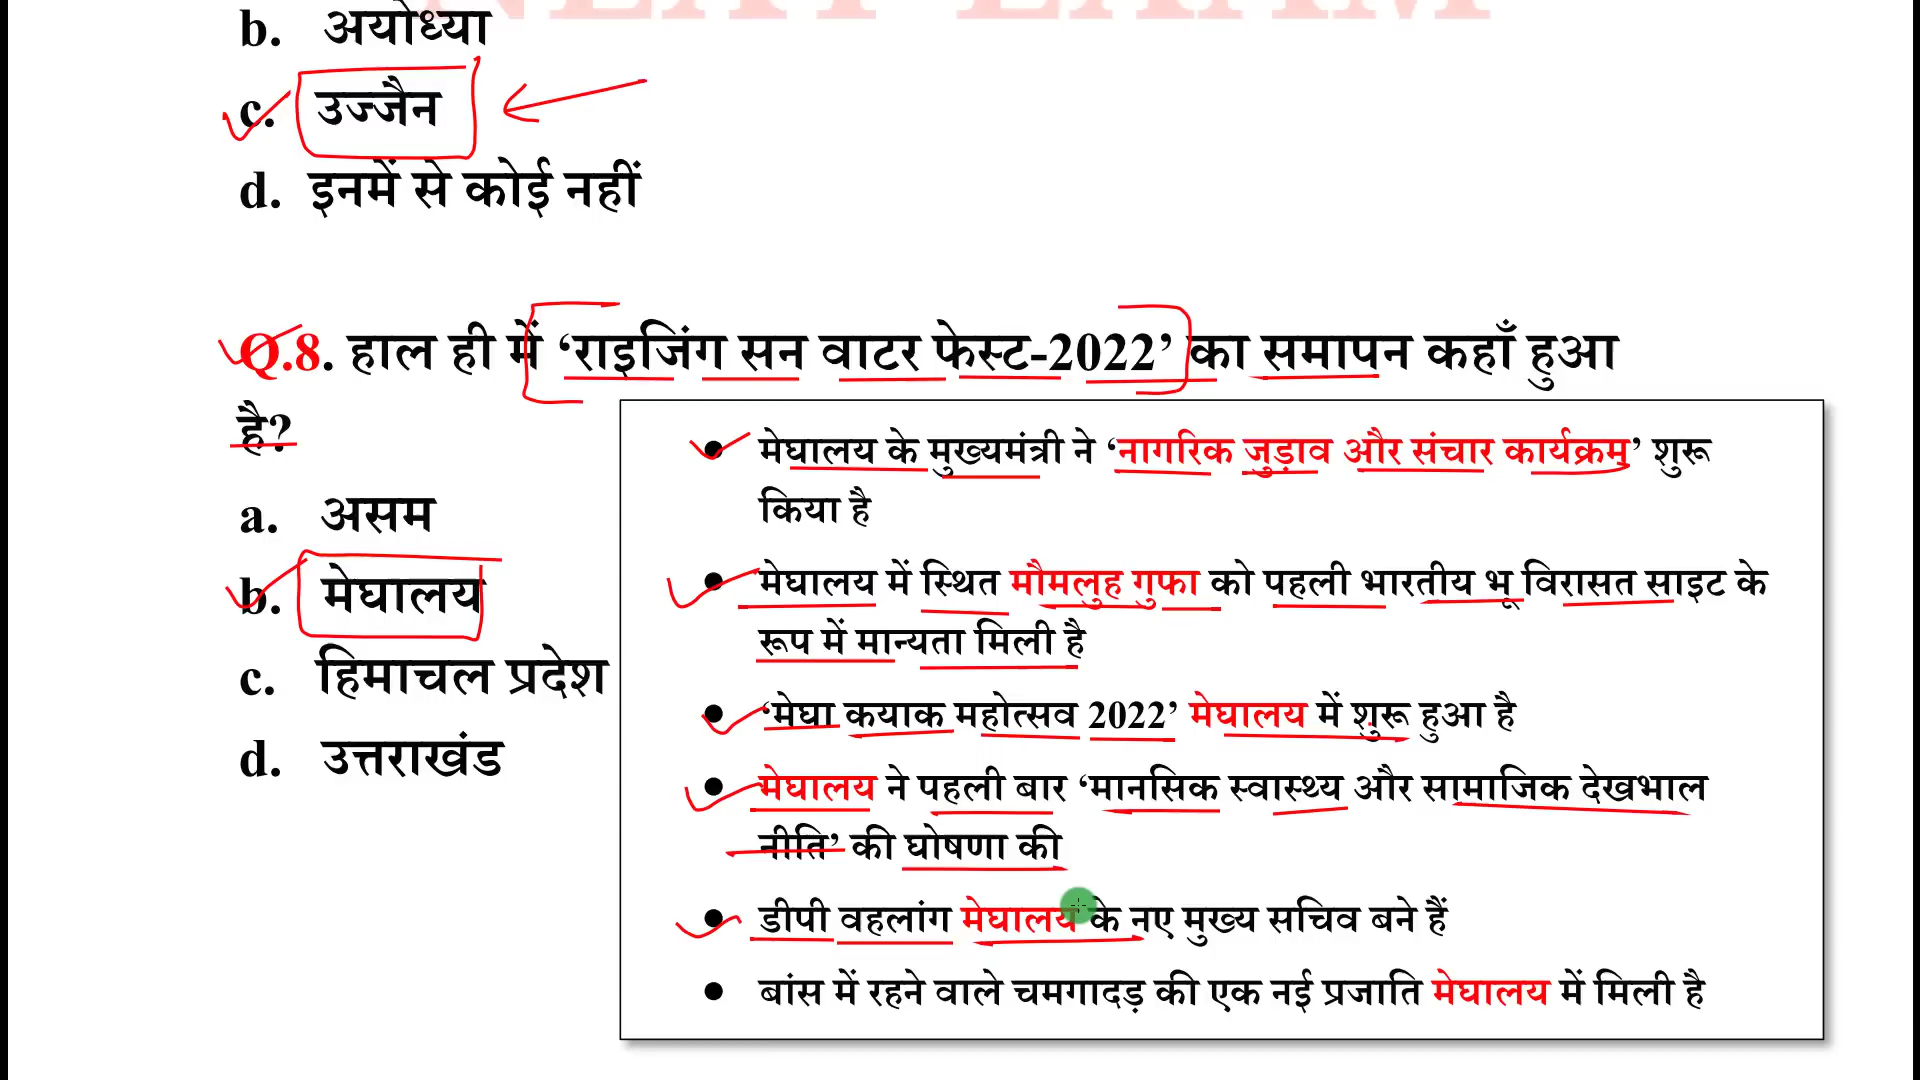 NEXT EXAM
b. अयोध्या
c. उज्जैन
d. इनमें से कोई नहीं
Q.8. हाल ही में ‘राइजिंग सन वाटर फेस्ट-2022’ का समापन कहाँ हुआ
है?
a. असम
b. मेघालय
c. हिमाचल प्रदेश
d. उत्तराखंड
● मेघालय के मुख्यमंत्री ने ‘नागरिक जुड़ाव और संचार कार्यक्रम’ शुरू
किया है
● मेघालय में स्थित मौमलुह गुफा को पहली भारतीय भू विरासत साइट के
रूप में मान्यता मिली है
● ‘मेघा कयाक महोत्सव 2022’ मेघालय में शुरू हुआ है
● मेघालय ने पहली बार ‘मानसिक स्वास्थ्य और सामाजिक देखभाल
नीति’ की घोषणा की
● डीपी वहलांग मेघालय के नए मुख्य सचिव बने हैं
● बांस में रहने वाले चमगादड़ की एक नई प्रजाति मेघालय में मिली है